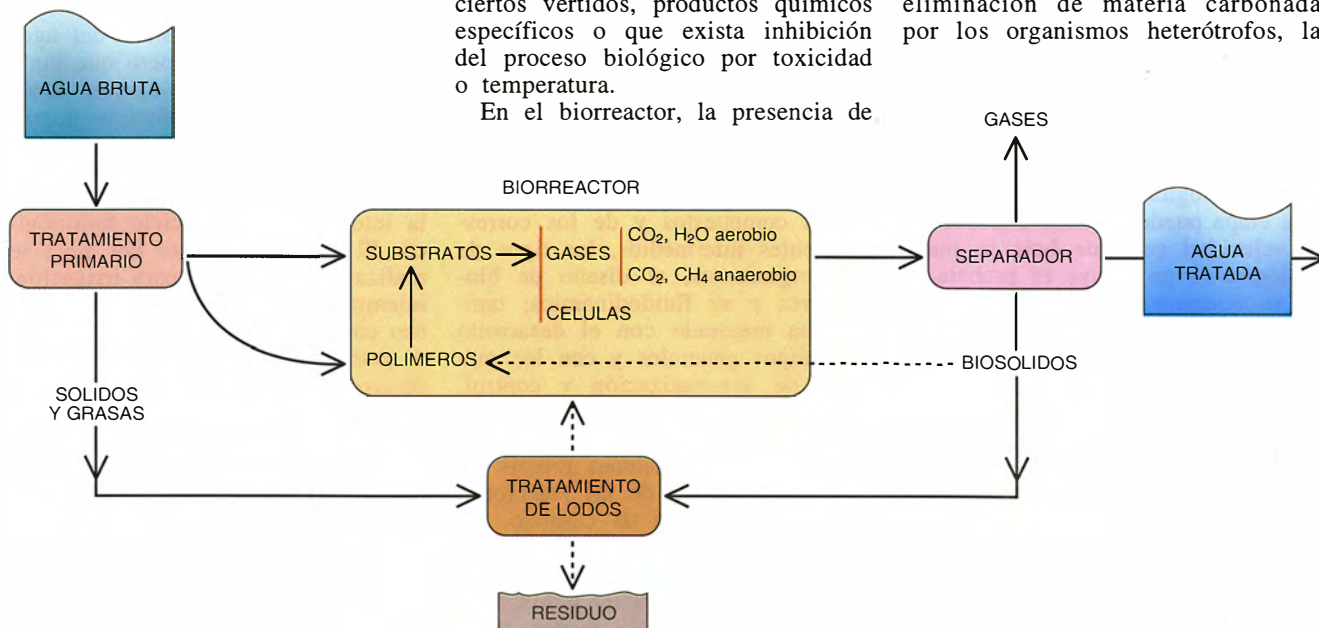 ciertos vertidos, productos químicos
específicos o que exista inhibición
del proceso biológico por toxicidad
o temperatura.
En el biorreactor, la presencia de
eliminación de materia carbonada
por los organismos heterótrofos, la
AGUA BRUTA
GASES
BIORREACTOR
TRATAMIENTO
PRIMARIO
SUBSTRATOS
GASES
CO₂, H₂O aerobio
CO₂, CH₄ anaerobio
CELULAS
POLIMEROS
SEPARADOR
AGUA
TRATADA
BIOSOLIDOS
SOLIDOS
Y GRASAS
TRATAMIENTO
DE LODOS
RESIDUO